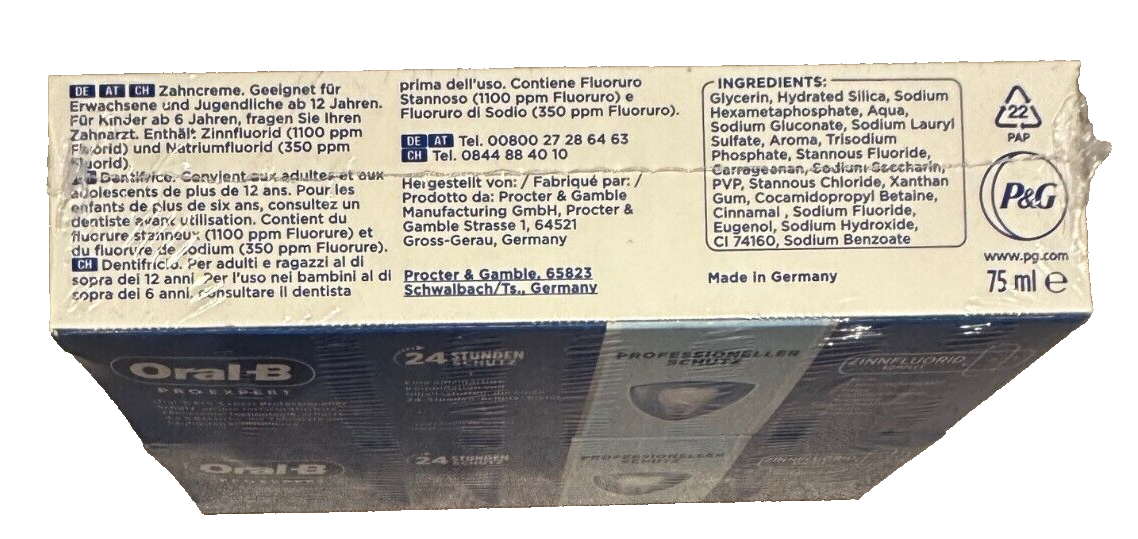 DE AT CH Zahncreme. Geeignet für
Erwachsene und Jugendliche ab 12 Jahren.
Für Kinder ab 6 Jahren, fragen Sie Ihren
Zahnarzt. Enthält: Zinnfluorid (1100 ppm
Fluorid) und Natriumfluorid (350 ppm
Fluorid).
Dentifrice. Convient aux adultes et aux
adolescents de plus de 12 ans. Pour les
enfants de plus de six ans, consultez un
dentiste avant utilisation. Contient du
fluorure stanneux (1100 ppm Fluorure) et
du fluorure de sodium (350 ppm Fluorure).
CH Dentifricio. Per adulti e ragazzi al di
sopra dei 12 anni. Per l'uso nei bambini al di
sopra dei 6 anni, consultare il dentista
prima dell'uso. Contiene Fluoruro
Stannoso (1100 ppm Fluoruro) e
Fluoruro di Sodio (350 ppm Fluoruro).
DE AT Tel. 00800 27 28 64 63
CH Tel. 0844 88 40 10
Hergestellt von: / Fabriqué par: /
Prodotto da: Procter & Gamble
Manufacturing GmbH, Procter &
Gamble Strasse 1, 64521
Gross-Gerau, Germany
Procter & Gamble, 65823
Schwalbach/Ts., Germany
INGREDIENTS:
Glycerin, Hydrated Silica, Sodium
Hexametaphosphate, Aqua,
Sodium Gluconate, Sodium Lauryl
Sulfate, Aroma, Trisodium
Phosphate, Stannous Fluoride,
Carrageenan, Sodium Saccharin,
PVP, Stannous Chloride, Xanthan
Gum, Cocamidopropyl Betaine,
Cinnamal , Sodium Fluoride,
Eugenol, Sodium Hydroxide,
CI 74160, Sodium Benzoate
Made in Germany
22
PAP
P&G
www.pg.com
75 ml e
Oral-B
PRO EXPERT
24 STUNDEN
SCHUTZ
PROFESSIONELLER
SCHUTZ
ZINNFLUORID
Oral-B
PRO EXPERT
24 STUNDEN
SCHUTZ
PROFESSIONELLER
SCHUTZ
ZINNFLUORID